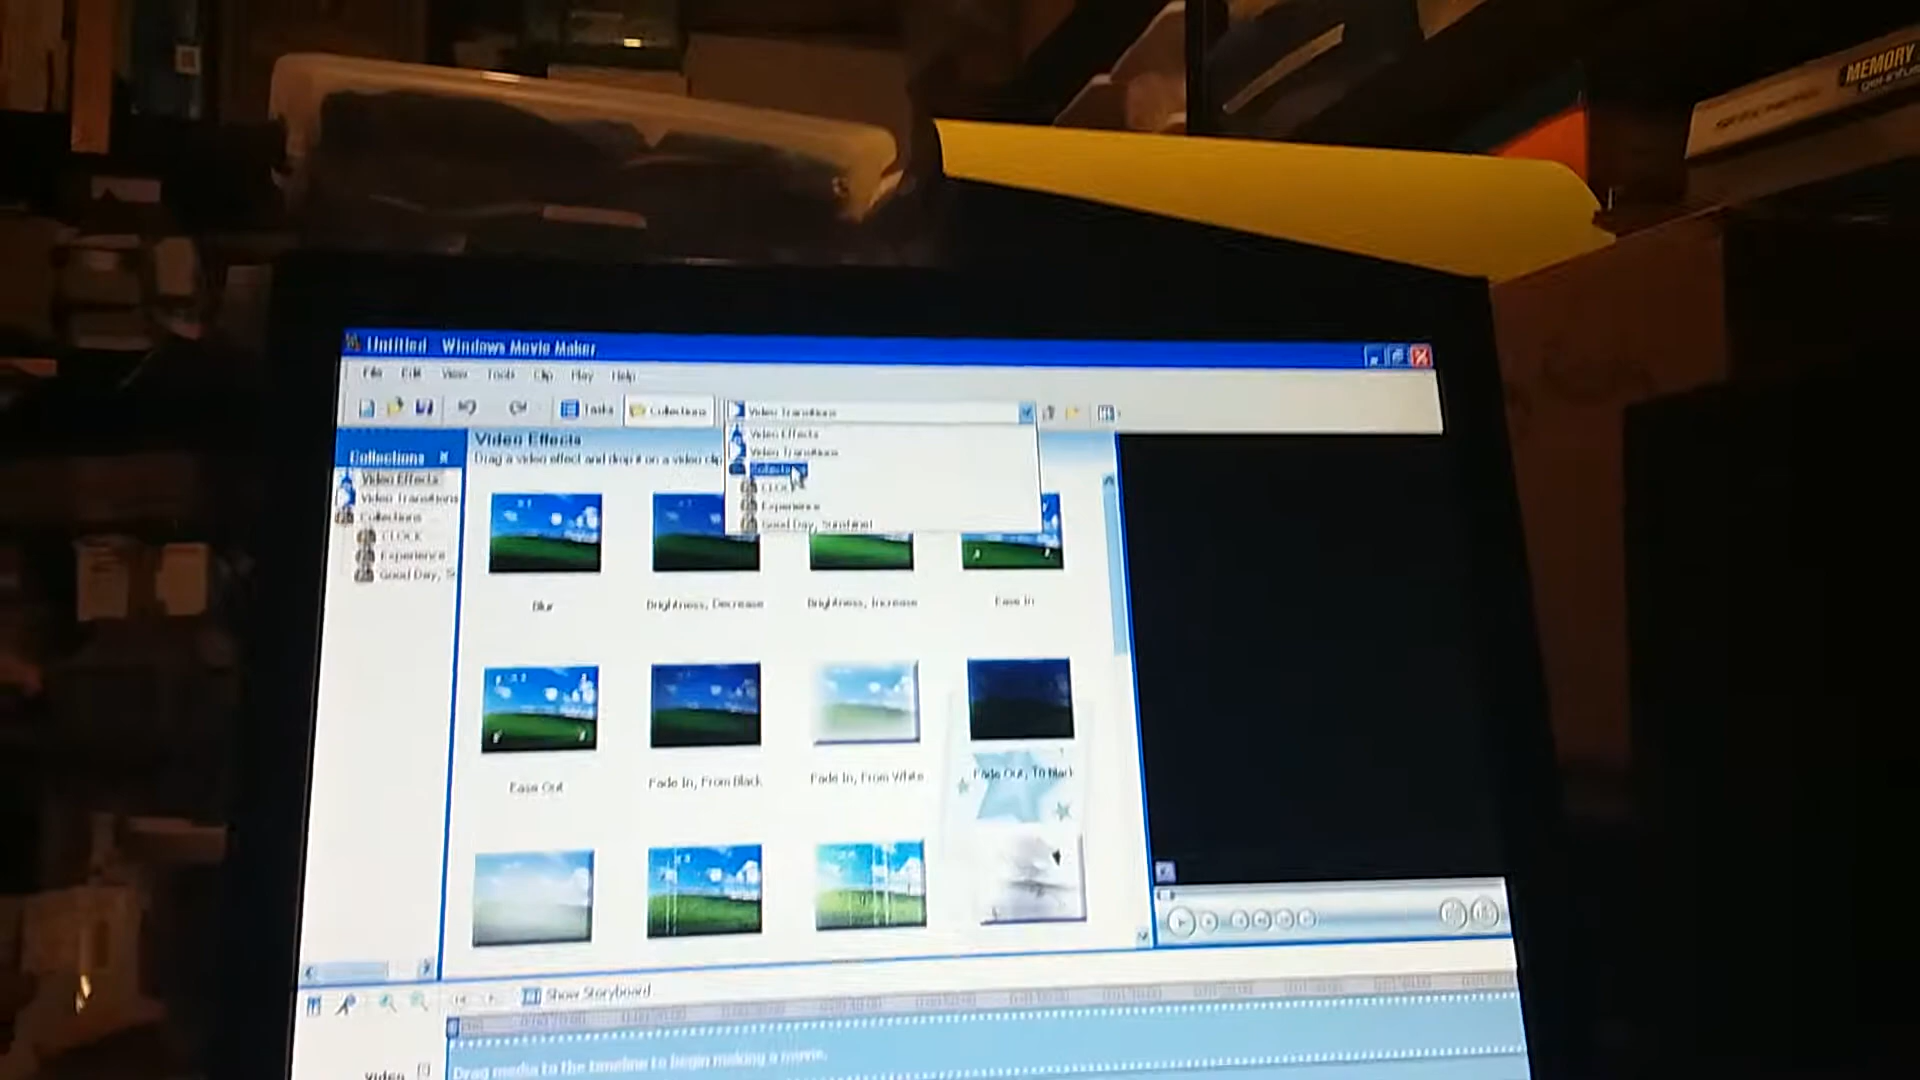 MEMORY
Untitled - Windows Movie Maker
File Edit View Tools Clip Play Help
Tasks
Collections
Video Transitions
Video Effects
Video Transitions
Collections
CLOCK
Experience
Good Day, Sunshine!
Collections
Video Effects
Video Transitions
Collections
CLOCK
Experience
Good Day, S
Video Effects
Drag a video effect and drop it on a video clip
Blur
Brightness, Decrease
Brightness, Increase
Ease In
Ease Out
Fade In, From Black
Fade In, From White
Fade Out, To Black
Show Storyboard
Video
Drag media to the timeline to begin making a movie.